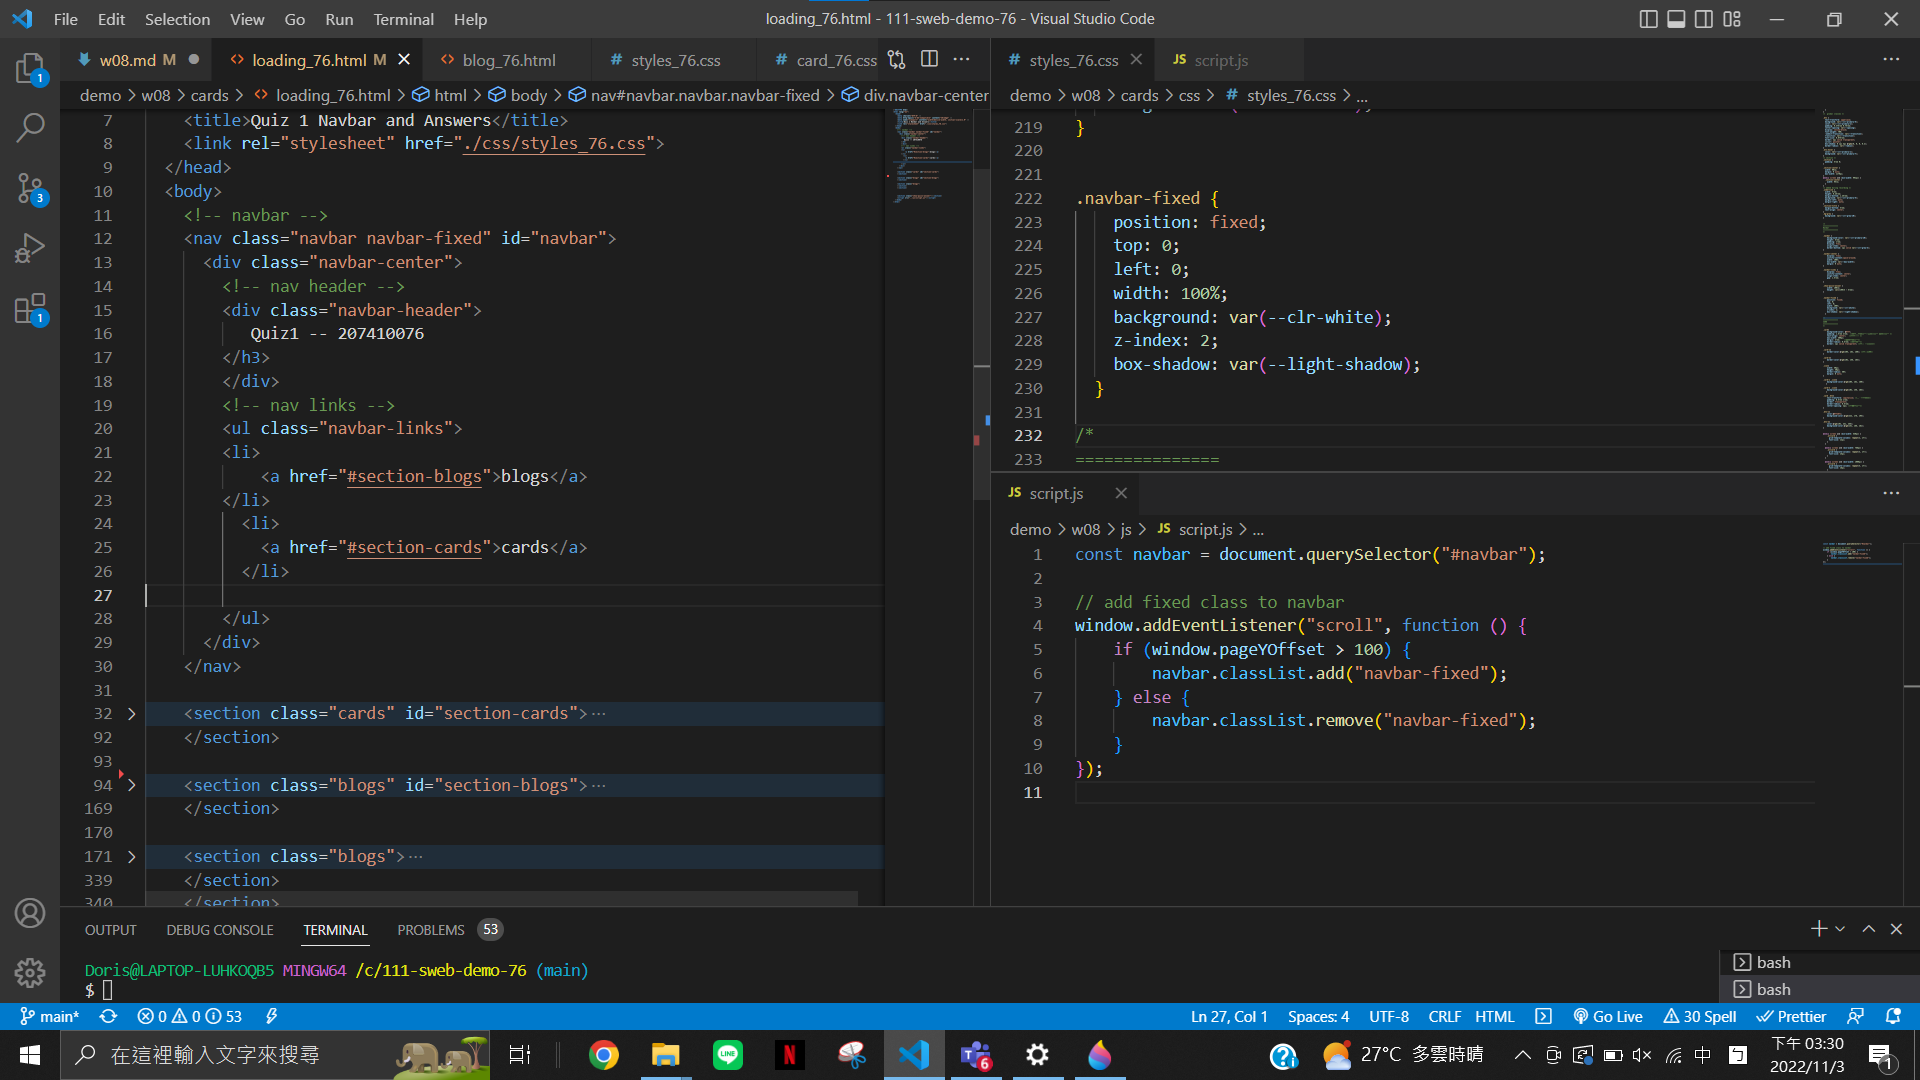 File Edit Selection View Go Run Terminal Help
loading_76.html - 111-sweb-demo-76 - Visual Studio Code
w08.md M
loading_76.html M
blog_76.html
styles_76.css
card_76.css
demo > w08 > cards > loading_76.html > html > body > nav#navbar.navbar.navbar-fixed > div.navbar-center
7 <title>Quiz 1 Navbar and Answers</title>
8 <link rel="stylesheet" href="./css/styles_76.css">
9 </head>
10 <body>
11 <!-- navbar -->
12 <nav class="navbar navbar-fixed" id="navbar">
13 <div class="navbar-center">
14 <!-- nav header -->
15 <div class="navbar-header">
16 Quiz1 -- 207410076
17 </h3>
18 </div>
19 <!-- nav links -->
20 <ul class="navbar-links">
21 <li>
22 <a href="#section-blogs">blogs</a>
23 </li>
24 <li>
25 <a href="#section-cards">cards</a>
26 </li>
27
28 </ul>
29 </div>
30 </nav>
31
32 <section class="cards" id="section-cards">⋯
92 </section>
93
94 <section class="blogs" id="section-blogs">⋯
169 </section>
170
171 <section class="blogs">⋯
339 </section>
340 </section>
styles_76.css
script.js
demo > w08 > cards > css > styles_76.css > ...
219 }
220
221
222 .navbar-fixed {
223 position: fixed;
224 top: 0;
225 left: 0;
226 width: 100%;
227 background: var(--clr-white);
228 z-index: 2;
229 box-shadow: var(--light-shadow);
230 }
231
232 /*
233 ===============
script.js
demo > w08 > js > script.js > ...
1 const navbar = document.querySelector("#navbar");
2
3 // add fixed class to navbar
4 window.addEventListener("scroll", function () {
5 if (window.pageYOffset > 100) {
6 navbar.classList.add("navbar-fixed");
7 } else {
8 navbar.classList.remove("navbar-fixed");
9 }
10 });
11
1
3
1
OUTPUT DEBUG CONSOLE TERMINAL PROBLEMS 53
Doris@LAPTOP-LUHKOQB5 MINGW64 /c/111-sweb-demo-76 (main)
$
bash
bash
main* 0 0 53
Ln 27, Col 1 Spaces: 4 UTF-8 CRLF HTML Go Live 30 Spell Prettier
在這裡輸入文字來搜尋
LINE
N
6
27°C 多雲時晴
中
下午 03:30
2022/11/3
1